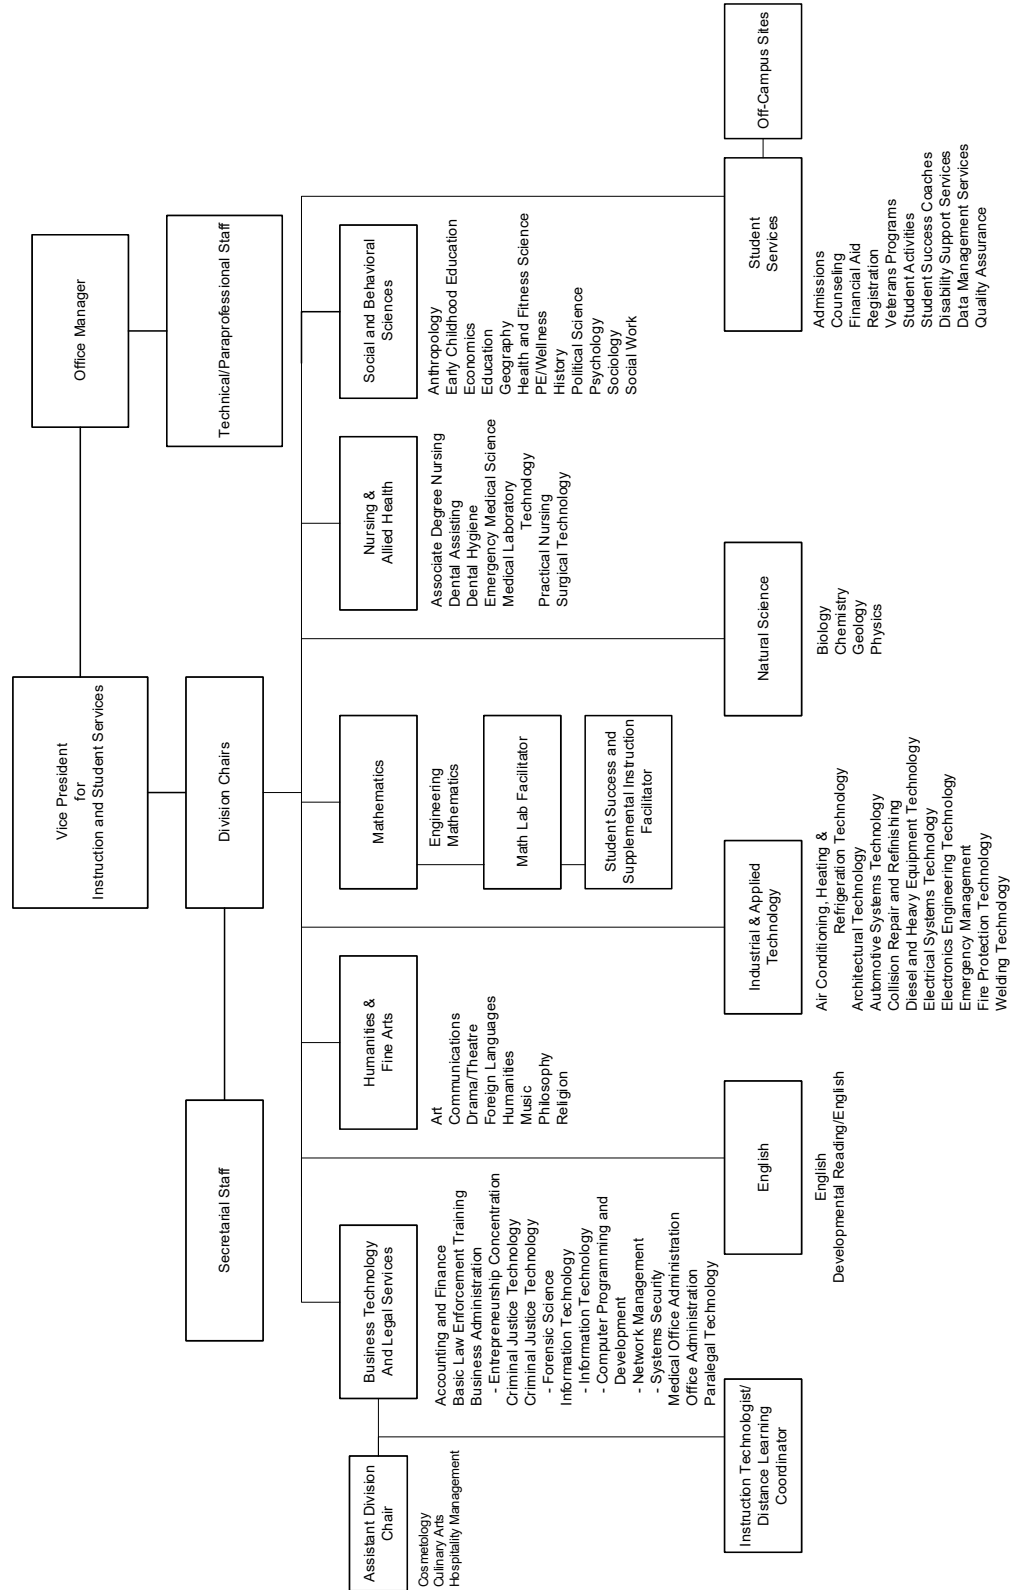 Vice President
for
Instruction and Student Services
Office Manager
Secretarial Staff
Division Chairs
Technical/Paraprofessional Staff
Assistant Division
Chair
Cosmetology
Culinary Arts
Hospitality Management
Business Technology
And Legal Services
Accounting and Finance
Basic Law Enforcement Training
Business Administration
- Entrepreneurship Concentration
Criminal Justice Technology
Criminal Justice Technology
- Forensic Science
Information Technology
- Information Technology
- Computer Programming and
Development
- Network Management
- Systems Security
Medical Office Administration
Office Administration
Paralegal Technology
Humanities &
Fine Arts
Art
Communications
Drama/Theatre
Foreign Languages
Humanities
Music
Philosophy
Religion
Mathematics
Engineering
Mathematics
Math Lab Facilitator
Student Success and
Supplemental Instruction
Facilitator
Nursing &
Allied Health
Associate Degree Nursing
Dental Assisting
Dental Hygiene
Emergency Medical Science
Medical Laboratory
Technology
Practical Nursing
Surgical Technology
Social and Behavioral
Sciences
Anthropology
Early Childhood Education
Economics
Education
Geography
Health and Fitness Science
PE/Wellness
History
Political Science
Psychology
Sociology
Social Work
Instruction Technologist/
Distance Learning
Coordinator
English
English
Developmental Reading/English
Industrial & Applied
Technology
Air Conditioning, Heating &
Refrigeration Technology
Architectural Technology
Automotive Systems Technology
Collision Repair and Refinishing
Diesel and Heavy Equipment Technology
Electrical Systems Technology
Electronics Engineering Technology
Emergency Management
Fire Protection Technology
Welding Technology
Natural Science
Biology
Chemistry
Geology
Physics
Student
Services
Admissions
Counseling
Financial Aid
Registration
Veterans Programs
Student Activities
Student Success Coaches
Disability Support Services
Data Management Services
Quality Assurance
Off-Campus Sites